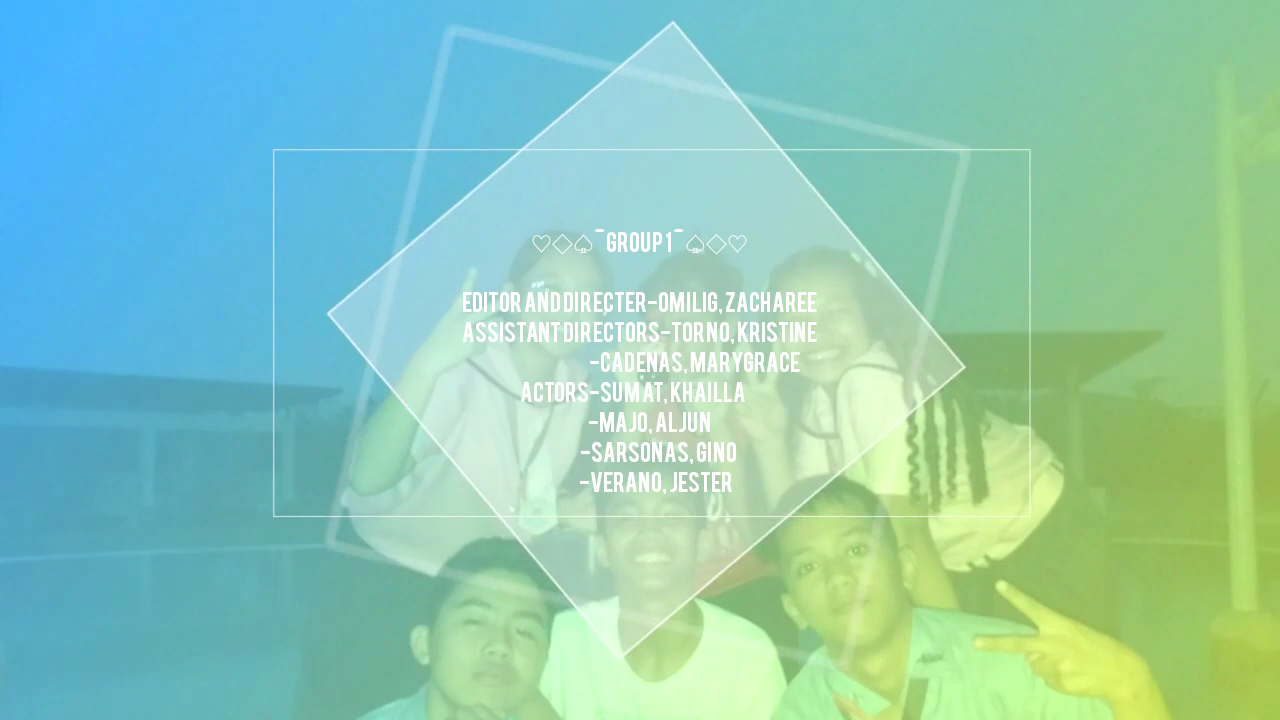 ♡◇♤¯GROUP 1¯♤◇♡
EDITOR AND DIRECTER-OMILIG, ZACHAREE
ASSISTANT DIRECTORS-TORNO, KRISTINE
-CADENAS, MARYGRACE
ACTORS-SUMAT, KHAILLA
-MAJO, ALJUN
-SARSONAS, GINO
-VERANO, JESTER